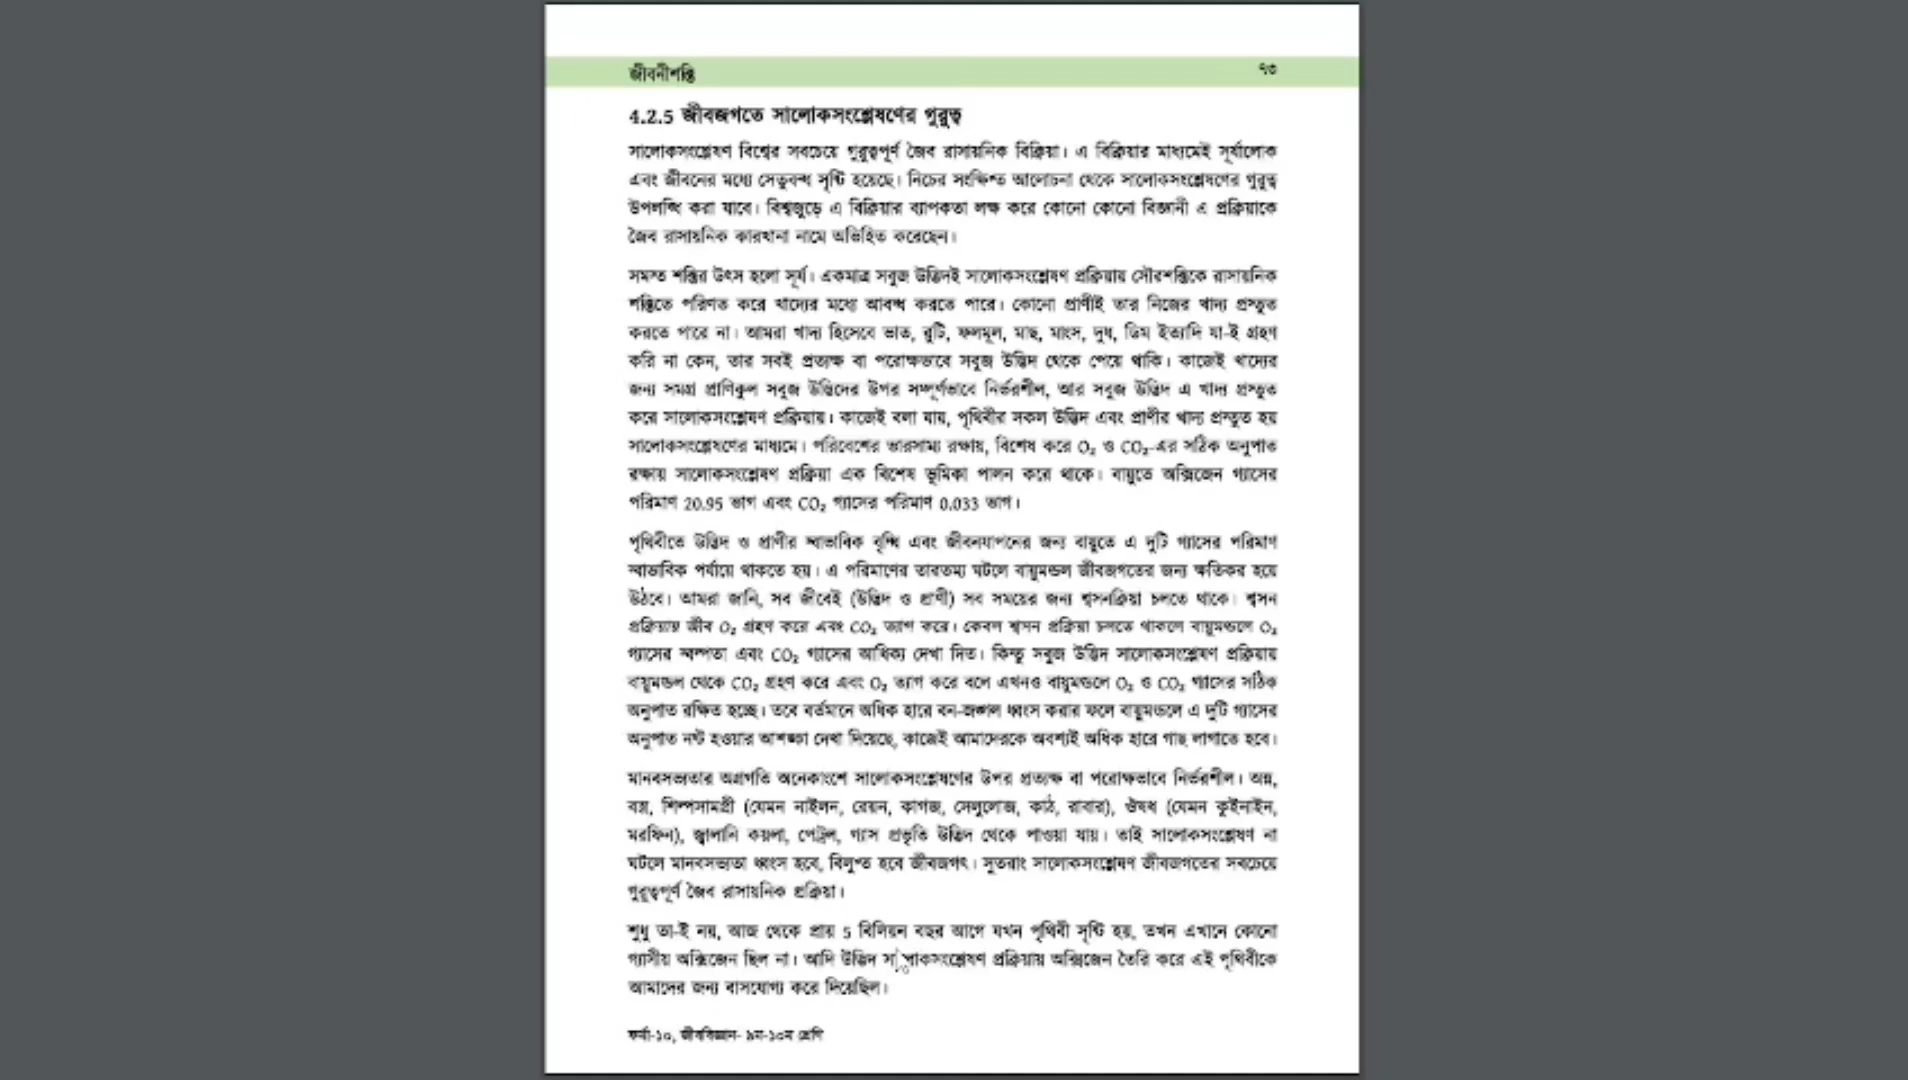 জীবনীশক্তি ৭৩
4.2.5 জীবজগতে সালোকসংশ্লেষণের গুরুত্ব
সালোকসংশ্লেষণ বিশ্বের সবচেয়ে গুরুত্বপূর্ণ জৈব রাসায়নিক বিক্রিয়া। এ বিক্রিয়ার মাধ্যমেই সূর্যালোক
এবং জীবনের মধ্যে সেতুবন্ধ সৃষ্টি হয়েছে। নিচের সংক্ষিপ্ত আলোচনা থেকে সালোকসংশ্লেষণের গুরুত্ব
উপলব্ধি করা যাবে। বিশ্বজুড়ে এ বিক্রিয়ার ব্যাপকতা লক্ষ করে কোনো কোনো বিজ্ঞানী এ প্রক্রিয়াকে
জৈব রাসায়নিক কারখানা নামে অভিহিত করেছেন।
সমস্ত শক্তির উৎস হলো সূর্য। একমাত্র সবুজ উদ্ভিদই সালোকসংশ্লেষণ প্রক্রিয়ায় সৌরশক্তিকে রাসায়নিক
শক্তিতে পরিণত করে খাদ্যের মধ্যে আবদ্ধ করতে পারে। কোনো প্রাণীই তার নিজের খাদ্য প্রস্তুত
করতে পারে না। আমরা খাদ্য হিসেবে ভাত, রুটি, ফলমূল, মাছ, মাংস, দুধ, ডিম ইত্যাদি যা-ই গ্রহণ
করি না কেন, তার সবই প্রত্যক্ষ বা পরোক্ষভাবে সবুজ উদ্ভিদ থেকে পেয়ে থাকি। কাজেই খাদ্যের
জন্য সমগ্র প্রাণিকুল সবুজ উদ্ভিদের উপর সম্পূর্ণভাবে নির্ভরশীল, আর সবুজ উদ্ভিদ এ খাদ্য প্রস্তুত
করে সালোকসংশ্লেষণ প্রক্রিয়ায়। কাজেই বলা যায়, পৃথিবীর সকল উদ্ভিদ এবং প্রাণীর খাদ্য প্রস্তুত হয়
সালোকসংশ্লেষণের মাধ্যমে। পরিবেশের ভারসাম্য রক্ষায়, বিশেষ করে O₂ ও CO₂-এর সঠিক অনুপাত
রক্ষায় সালোকসংশ্লেষণ প্রক্রিয়া এক বিশেষ ভূমিকা পালন করে থাকে। বায়ুতে অক্সিজেন গ্যাসের
পরিমাণ 20.95 ভাগ এবং CO₂ গ্যাসের পরিমাণ 0.033 ভাগ।
পৃথিবীতে উদ্ভিদ ও প্রাণীর স্বাভাবিক বৃদ্ধি এবং জীবনযাপনের জন্য বায়ুতে এ দুটি গ্যাসের পরিমাণ
স্বাভাবিক পর্যায়ে থাকতে হয়। এ পরিমাণের তারতম্য ঘটলে বায়ুমন্ডল জীবজগতের জন্য ক্ষতিকর হয়ে
উঠবে। আমরা জানি, সব জীবেই (উদ্ভিদ ও প্রাণী) সব সময়ের জন্য শ্বসনক্রিয়া চলতে থাকে। শ্বসন
প্রক্রিয়ায় জীব O₂ গ্রহণ করে এবং CO₂ ত্যাগ করে। কেবল শ্বসন প্রক্রিয়া চলতে থাকলে বায়ুমন্ডলে O₂
গ্যাসের স্বল্পতা এবং CO₂ গ্যাসের আধিক্য দেখা দিত। কিন্তু সবুজ উদ্ভিদ সালোকসংশ্লেষণ প্রক্রিয়ায়
বায়ুমন্ডল থেকে CO₂ গ্রহণ করে এবং O₂ ত্যাগ করে বলে এখনও বায়ুমন্ডলে O₂ ও CO₂ গ্যাসের সঠিক
অনুপাত রক্ষিত হচ্ছে। তবে বর্তমানে অধিক হারে বন-জঙ্গল ধ্বংস করার ফলে বায়ুমন্ডলে এ দুটি গ্যাসের
অনুপাত নষ্ট হওয়ার আশঙ্কা দেখা দিয়েছে, কাজেই আমাদেরকে অবশ্যই অধিক হারে গাছ লাগাতে হবে।
মানবসভ্যতার অগ্রগতি অনেকাংশে সালোকসংশ্লেষণের উপর প্রত্যক্ষ বা পরোক্ষভাবে নির্ভরশীল। অন্ন,
বস্ত্র, শিল্পসামগ্রী (যেমন নাইলন, রেয়ন, কাগজ, সেলুলোজ, কাঠ, রাবার), ঔষধ (যেমন কুইনাইন,
মরফিন), জ্বালানি কয়লা, পেট্রল, গ্যাস প্রভৃতি উদ্ভিদ থেকে পাওয়া যায়। তাই সালোকসংশ্লেষণ না
ঘটলে মানবসভ্যতা ধ্বংস হবে, বিলুপ্ত হবে জীবজগৎ। সুতরাং সালোকসংশ্লেষণ জীবজগতের সবচেয়ে
গুরুত্বপূর্ণ জৈব রাসায়নিক প্রক্রিয়া।
শুধু তা-ই নয়, আজ থেকে প্রায় 5 বিলিয়ন বছর আগে যখন পৃথিবী সৃষ্টি হয়, তখন এখানে কোনো
গ্যাসীয় অক্সিজেন ছিল না। আদি উদ্ভিদ সালোকসংশ্লেষণ প্রক্রিয়ায় অক্সিজেন তৈরি করে এই পৃথিবীকে
আমাদের জন্য বাসযোগ্য করে দিয়েছিল।
ফর্মা-১০, জীববিজ্ঞান- ৯ম-১০ম শ্রেণি